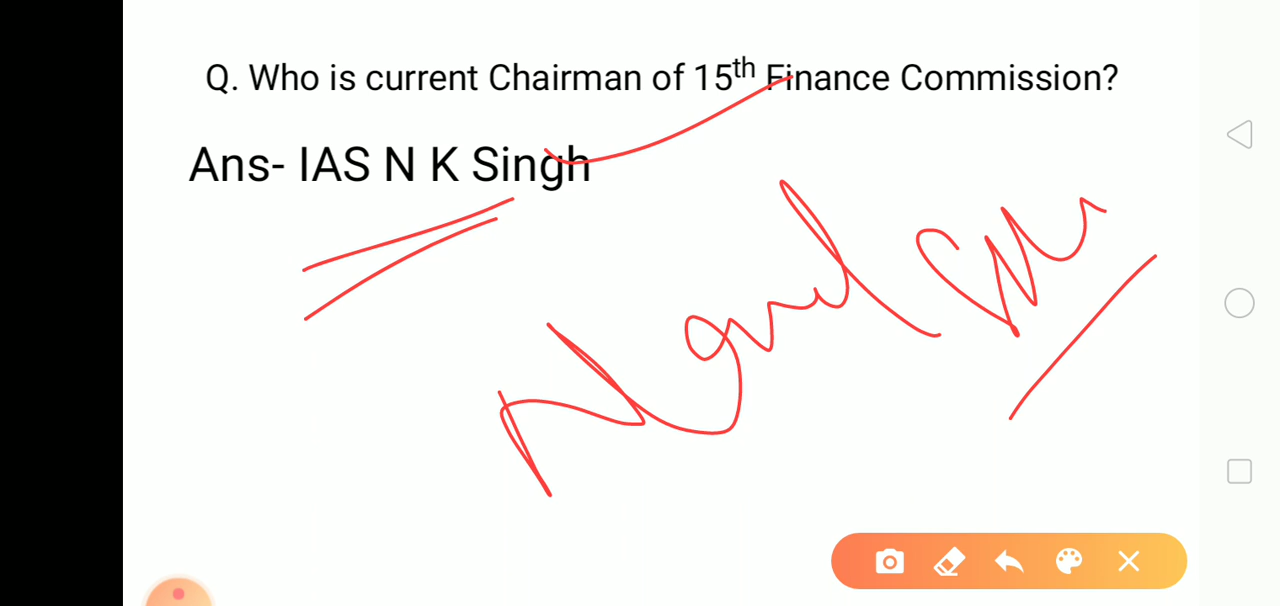 Q. Who is current Chairman of 15th Finance Commission?
Ans- IAS N K Singh